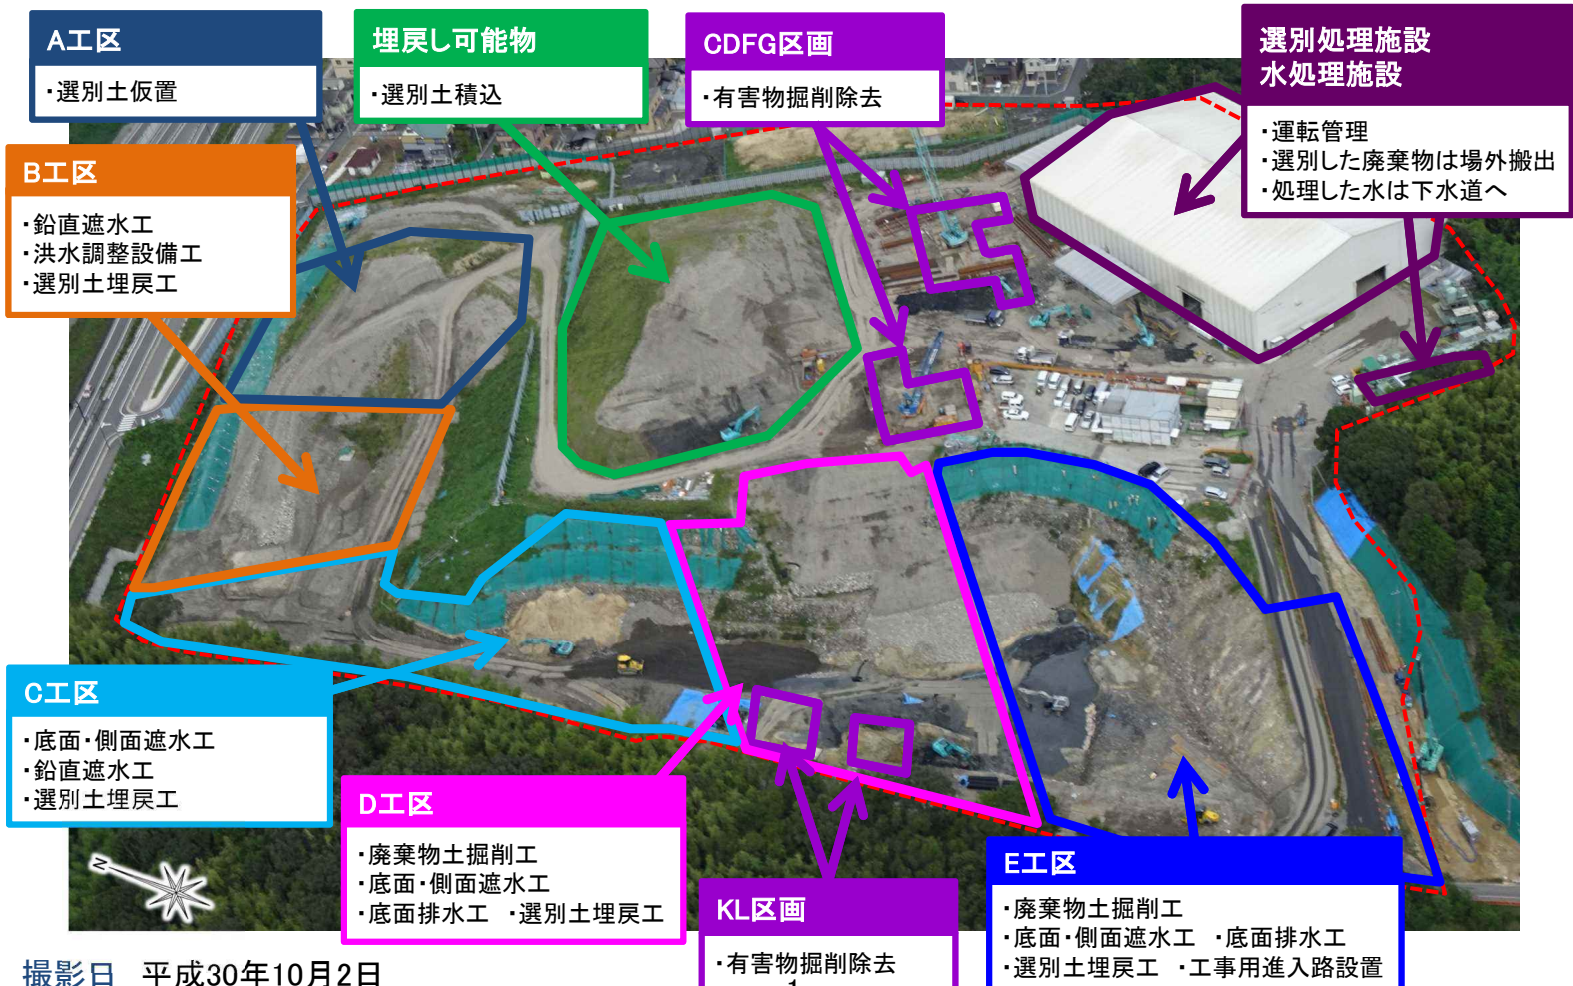 A工区
・選別土仮置
埋戻し可能物
・選別土積込
CDFG区画
・有害物掘削除去
選別処理施設
水処理施設
・運転管理
・選別した廃棄物は場外搬出
・処理した水は下水道へ
B工区
・鉛直遮水工
・洪水調整設備工
・選別土埋戻工
C工区
・底面・側面遮水工
・鉛直遮水工
・選別土埋戻工
D工区
・廃棄物土掘削工
・底面・側面遮水工
・底面排水工 ・選別土埋戻工
KL区画
・有害物掘削除去
1
E工区
・廃棄物土掘削工
・底面・側面遮水工 ・底面排水工
・選別土埋戻工 ・工事用進入路設置
N
撮影日 平成30年10月2日